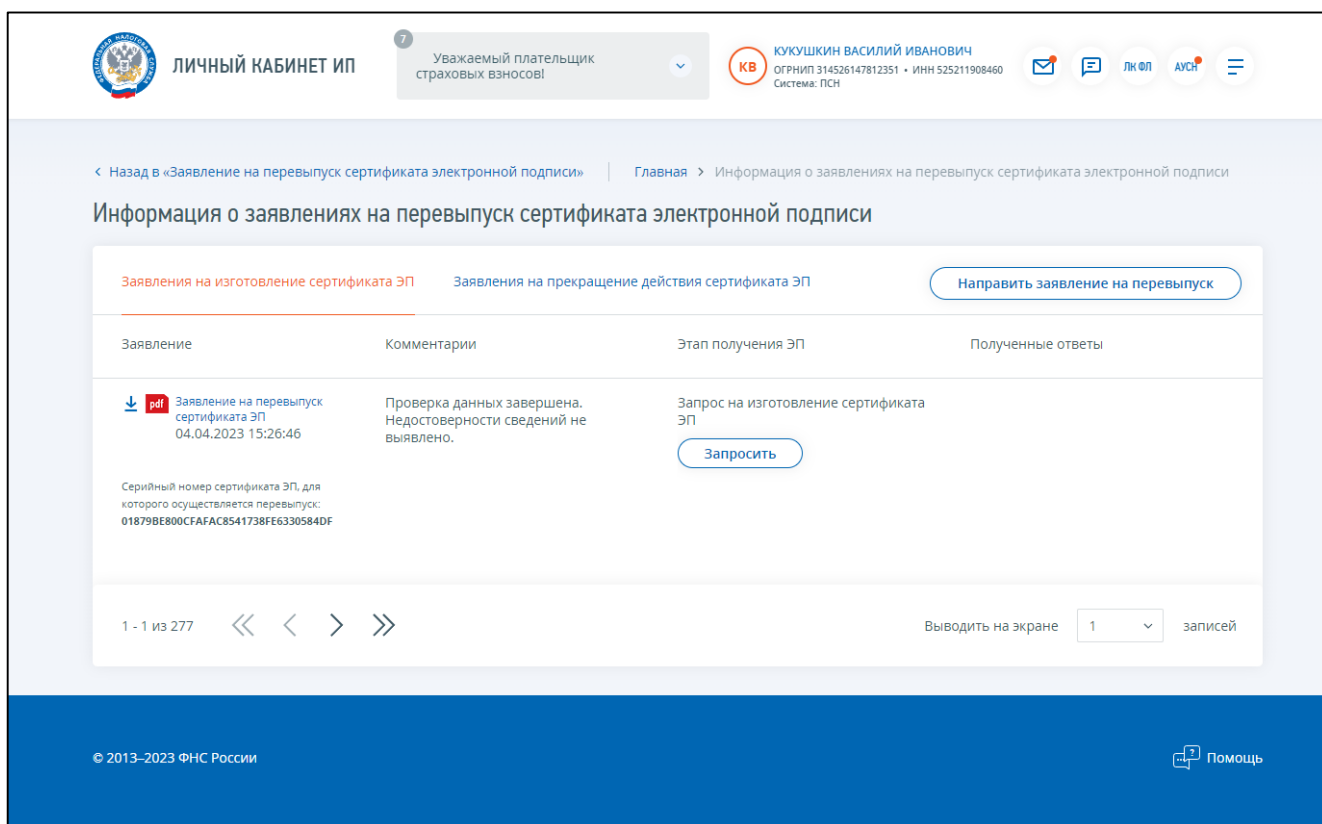 ФЕДЕРАЛЬНАЯ НАЛОГОВАЯ СЛУЖБА
ЛИЧНЫЙ КАБИНЕТ ИП
7
Уважаемый плательщик
страховых взносов!
КВ
КУКУШКИН ВАСИЛИЙ ИВАНОВИЧ
ОГРНИП 314526147812351 • ИНН 525211908460
Система: ПСН
ЛК ФЛ
АУСН
Назад в «Заявление на перевыпуск сертификата электронной подписи»
Главная > Информация о заявлениях на перевыпуск сертификата электронной подписи
Информация о заявлениях на перевыпуск сертификата электронной подписи
Заявления на изготовление сертификата ЭП
Заявления на прекращение действия сертификата ЭП
Направить заявление на перевыпуск
Заявление
Комментарии
Этап получения ЭП
Полученные ответы
pdf
Заявление на перевыпуск
сертификата ЭП
04.04.2023 15:26:46
Серийный номер сертификата ЭП, для
которого осуществляется перевыпуск:
01879BE800CFAFAC8541738FE6330584DF
Проверка данных завершена.
Недостоверности сведений не
выявлено.
Запрос на изготовление сертификата
ЭП
Запросить
1 - 1 из 277
Выводить на экране
1
записей
© 2013–2023 ФНС России
Помощь